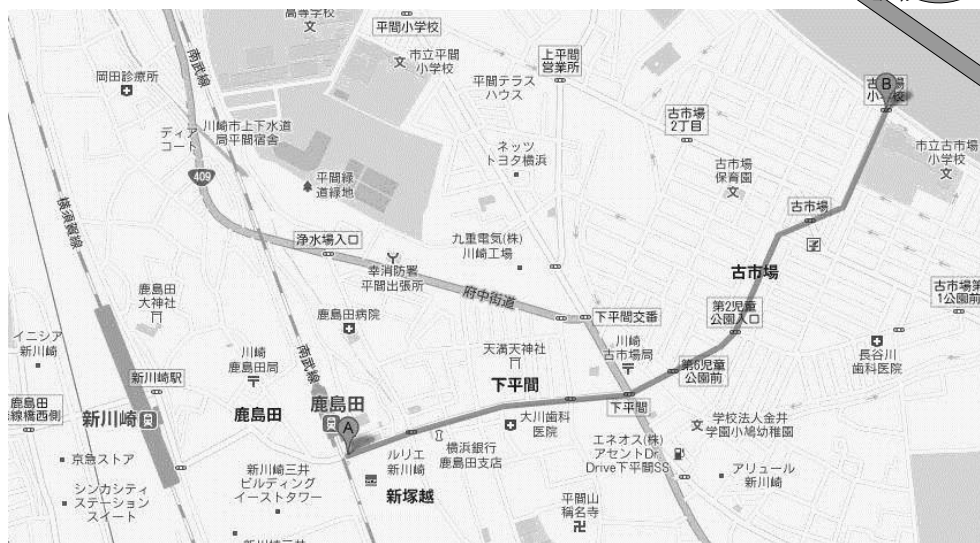 高等学校
平間小学校
南武線
岡田診療所
市立平間
小学校
上平間
営業所
平間テラス
ハウス
B
小学校
ディア
コート
川崎市上下水道
局平間宿舎
古市場
2丁目
市立古市場
小学校
ネッツ
トヨタ横浜
古市場
保育園
409
平間緑
道緑地
横須賀線
古市場
浄水場入口
九重電気(株)
川崎工場
幸消防署
平間出張所
古市場
鹿島田
大神社
府中街道
古市場第
1公園前
第2児童
公園入口
鹿島田病院
下平間交番
イニシア
新川崎
川崎
古市場局
天満天神社
長谷川
歯科医院
川崎
鹿島田局
南武線
新川崎駅
第6児童
公園前
下平間
鹿島田
線橋西側
新川崎
鹿島田
鹿島田
下平間
大川歯科
医院
学校法人金井
学園小鳩幼稚園
A
横浜銀行
鹿島田支店
エネオス(株)
アセントDr.
Drive下平間SS
京急ストア
ルリエ
新川崎
新川崎三井
ビルディング
イーストタワー
アリュール
新川崎
シンカシティ
ステーション
スイート
新塚越
平間山
稱名寺
新川崎三井